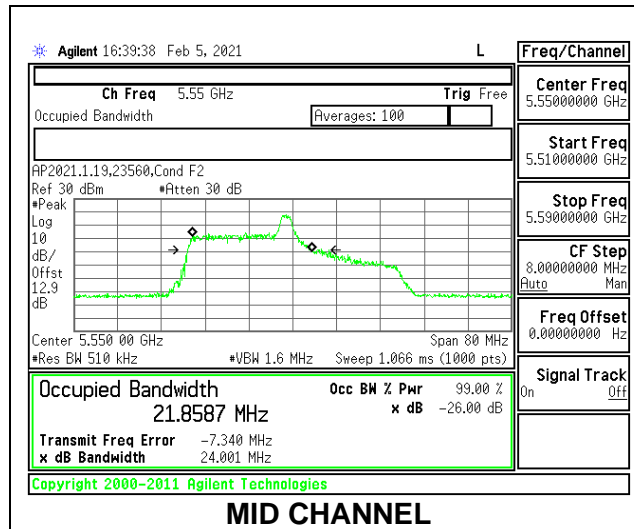 Agilent 16:39:38 Feb 5, 2021 L Freq/Channel
Ch Freq 5.55 GHz Trig Free
Occupied Bandwidth Averages: 100
AP2021.1.19,23560,Cond F2
Ref 30 dBm #Atten 30 dB
#Peak
Log
10
dB/
Offst
12.9
dB
Center 5.550 00 GHz Span 80 MHz
#Res BW 510 kHz #VBW 1.6 MHz Sweep 1.066 ms (1000 pts)
Occupied Bandwidth Occ BW % Pwr 99.00 %
21.8587 MHz x dB -26.00 dB
Transmit Freq Error -7.340 MHz
x dB Bandwidth 24.001 MHz
Center Freq
5.55000000 GHz
Start Freq
5.51000000 GHz
Stop Freq
5.59000000 GHz
CF Step
8.00000000 MHz
Auto Man
Freq Offset
0.00000000 Hz
Signal Track
On Off
Copyright 2000-2011 Agilent Technologies
MID CHANNEL